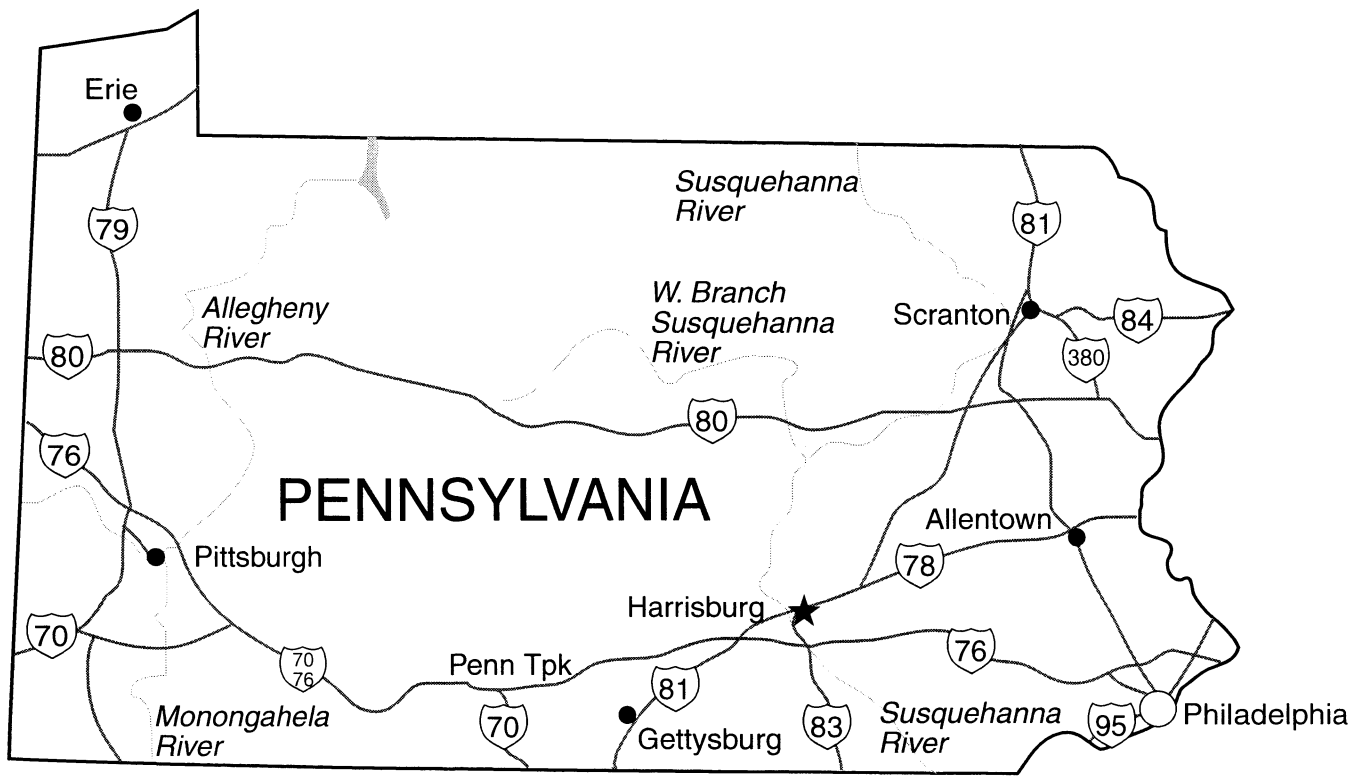 Erie
79
Susquehanna
River
81
Allegheny
River
W. Branch
Susquehanna
River
Scranton
84
380
80
80
76
PENNSYLVANIA
Allentown
Pittsburgh
78
Harrisburg
70
70
76
Penn Tpk
76
81
Monongahela
River
70
Gettysburg
83
Susquehanna
River
95
Philadelphia